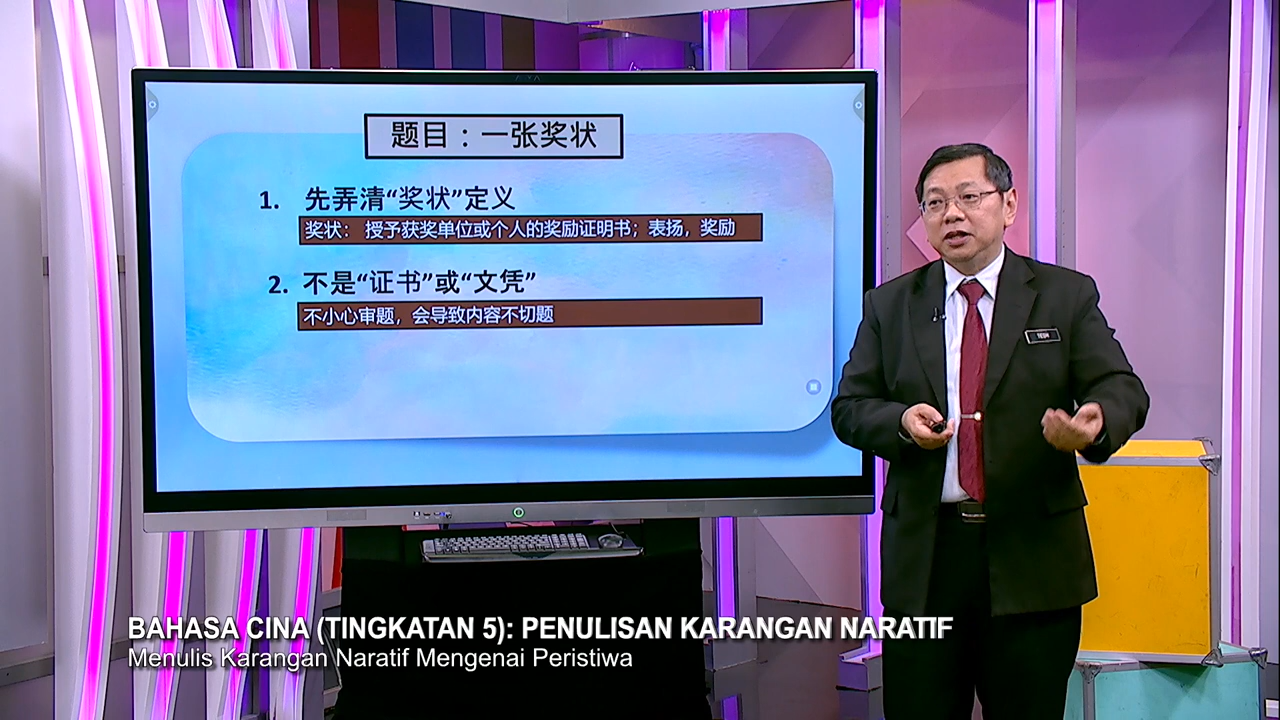 题目：一张奖状
1. 先弄清“奖状”定义
奖状： 授予获奖单位或个人的奖励证明书；表扬，奖励
2. 不是“证书”或“文凭”
不小心审题，会导致内容不切题
BAHASA CINA (TINGKATAN 5): PENULISAN KARANGAN NARATIF
Menulis Karangan Naratif Mengenai Peristiwa